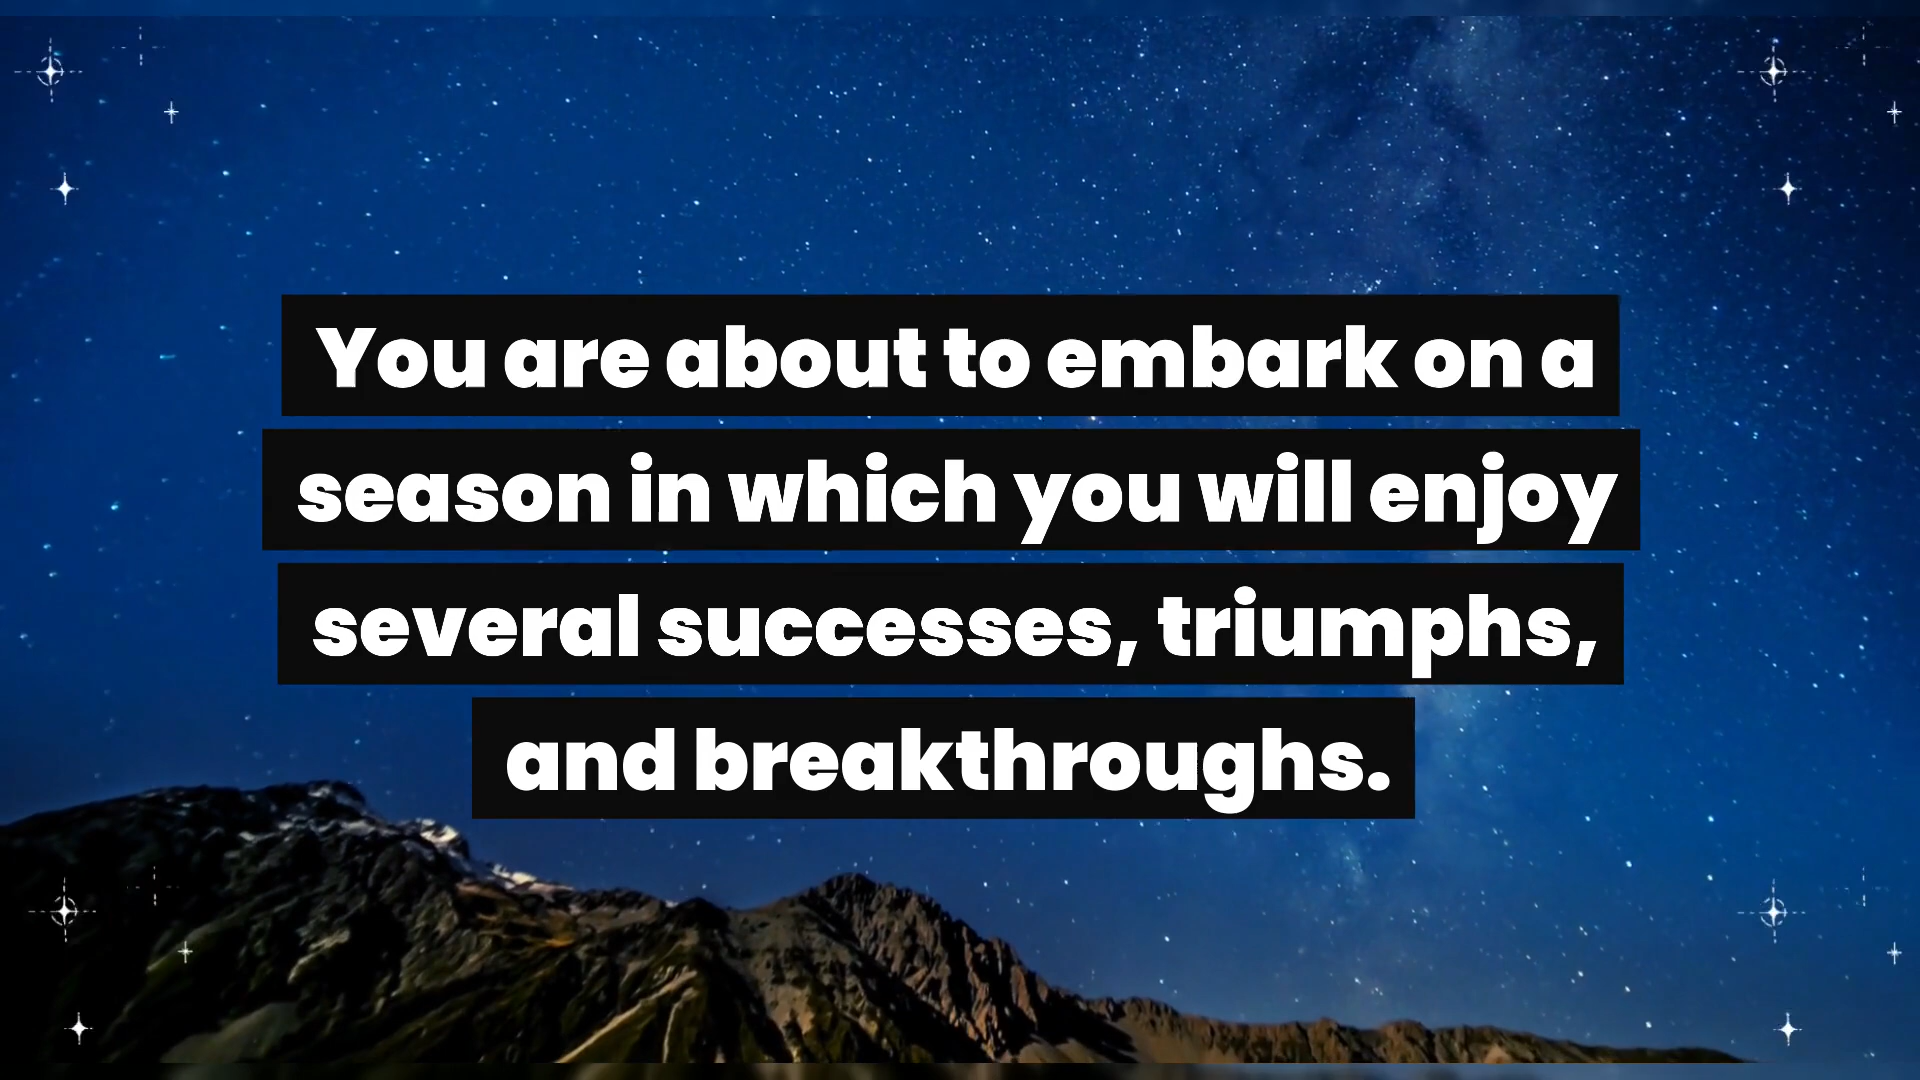 You are about to embark on a
season in which you will enjoy
several successes, triumphs,
and breakthroughs.